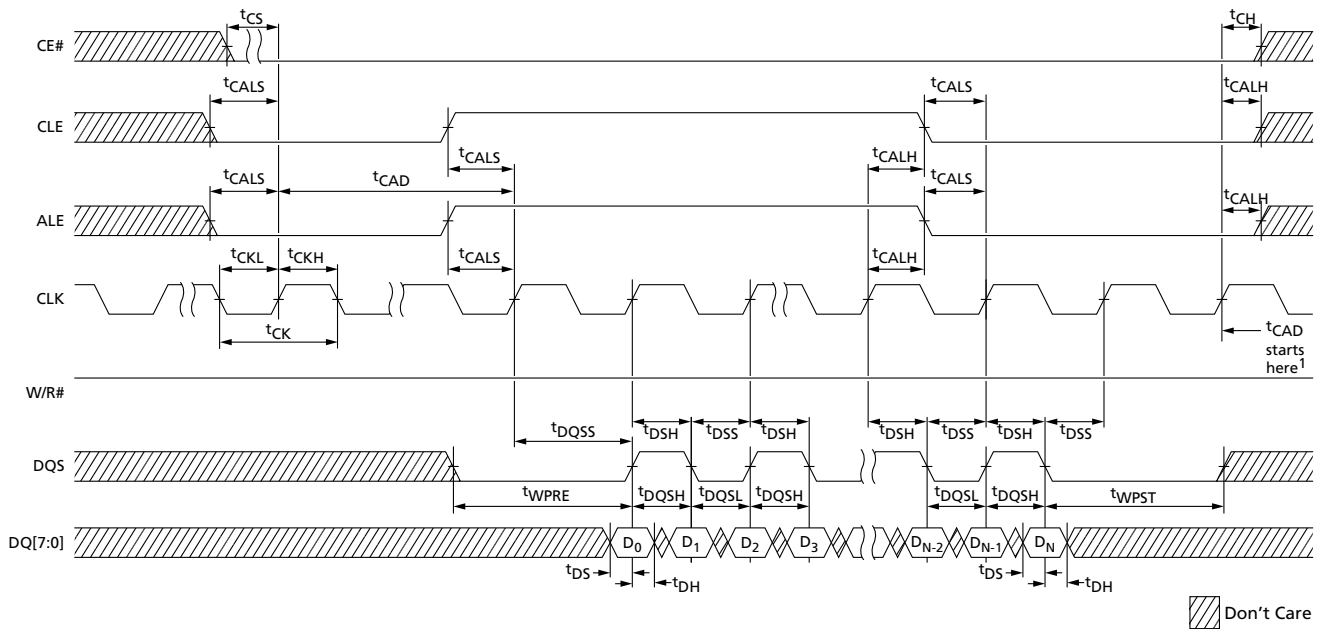 tCS tCH
CE#
tCALS tCALS tCALH
CLE
tCALS tCALH
tCALS tCAD tCALS tCALH
ALE
tCKL tCKH tCALS tCALH
CLK
tCK tCAD
starts
here1
W/R#
tDQSS tDSH tDSS tDSH tDSH tDSS tDSH tDSS
DQS
tWPRE tDQSH tDQSL tDQSH tDQSL tDQSH tWPST
DQ[7:0] D0 D1 D2 D3 DN-2 DN-1 DN
tDS tDH tDS tDH
Don't Care